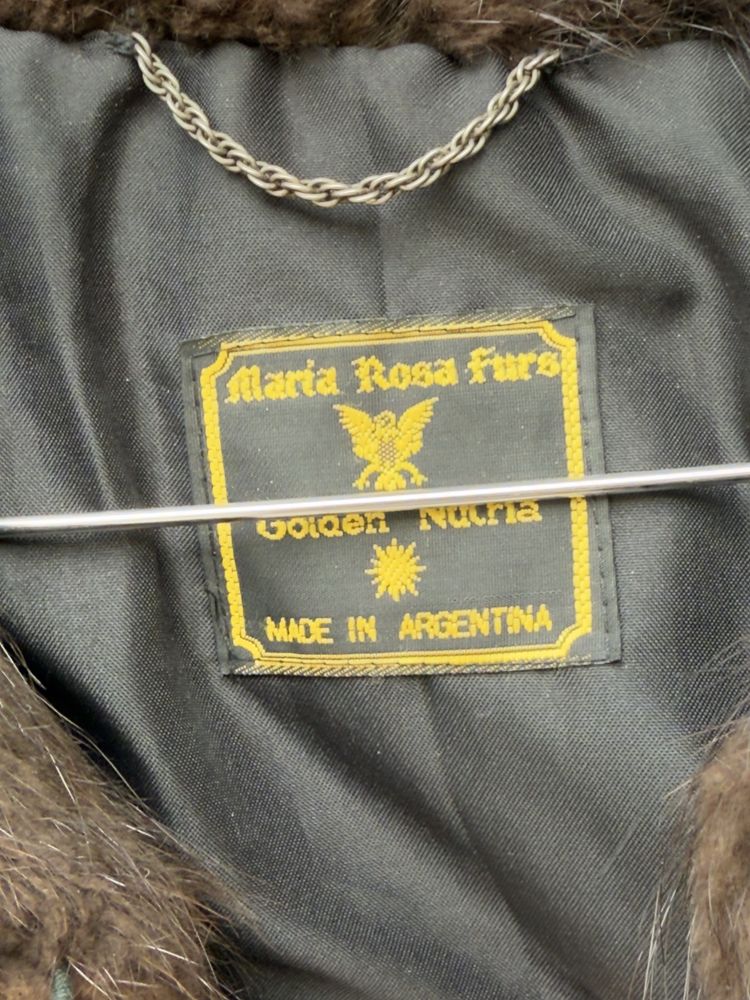 Maria Rosa Furs
Golden Nutria
MADE IN ARGENTINA